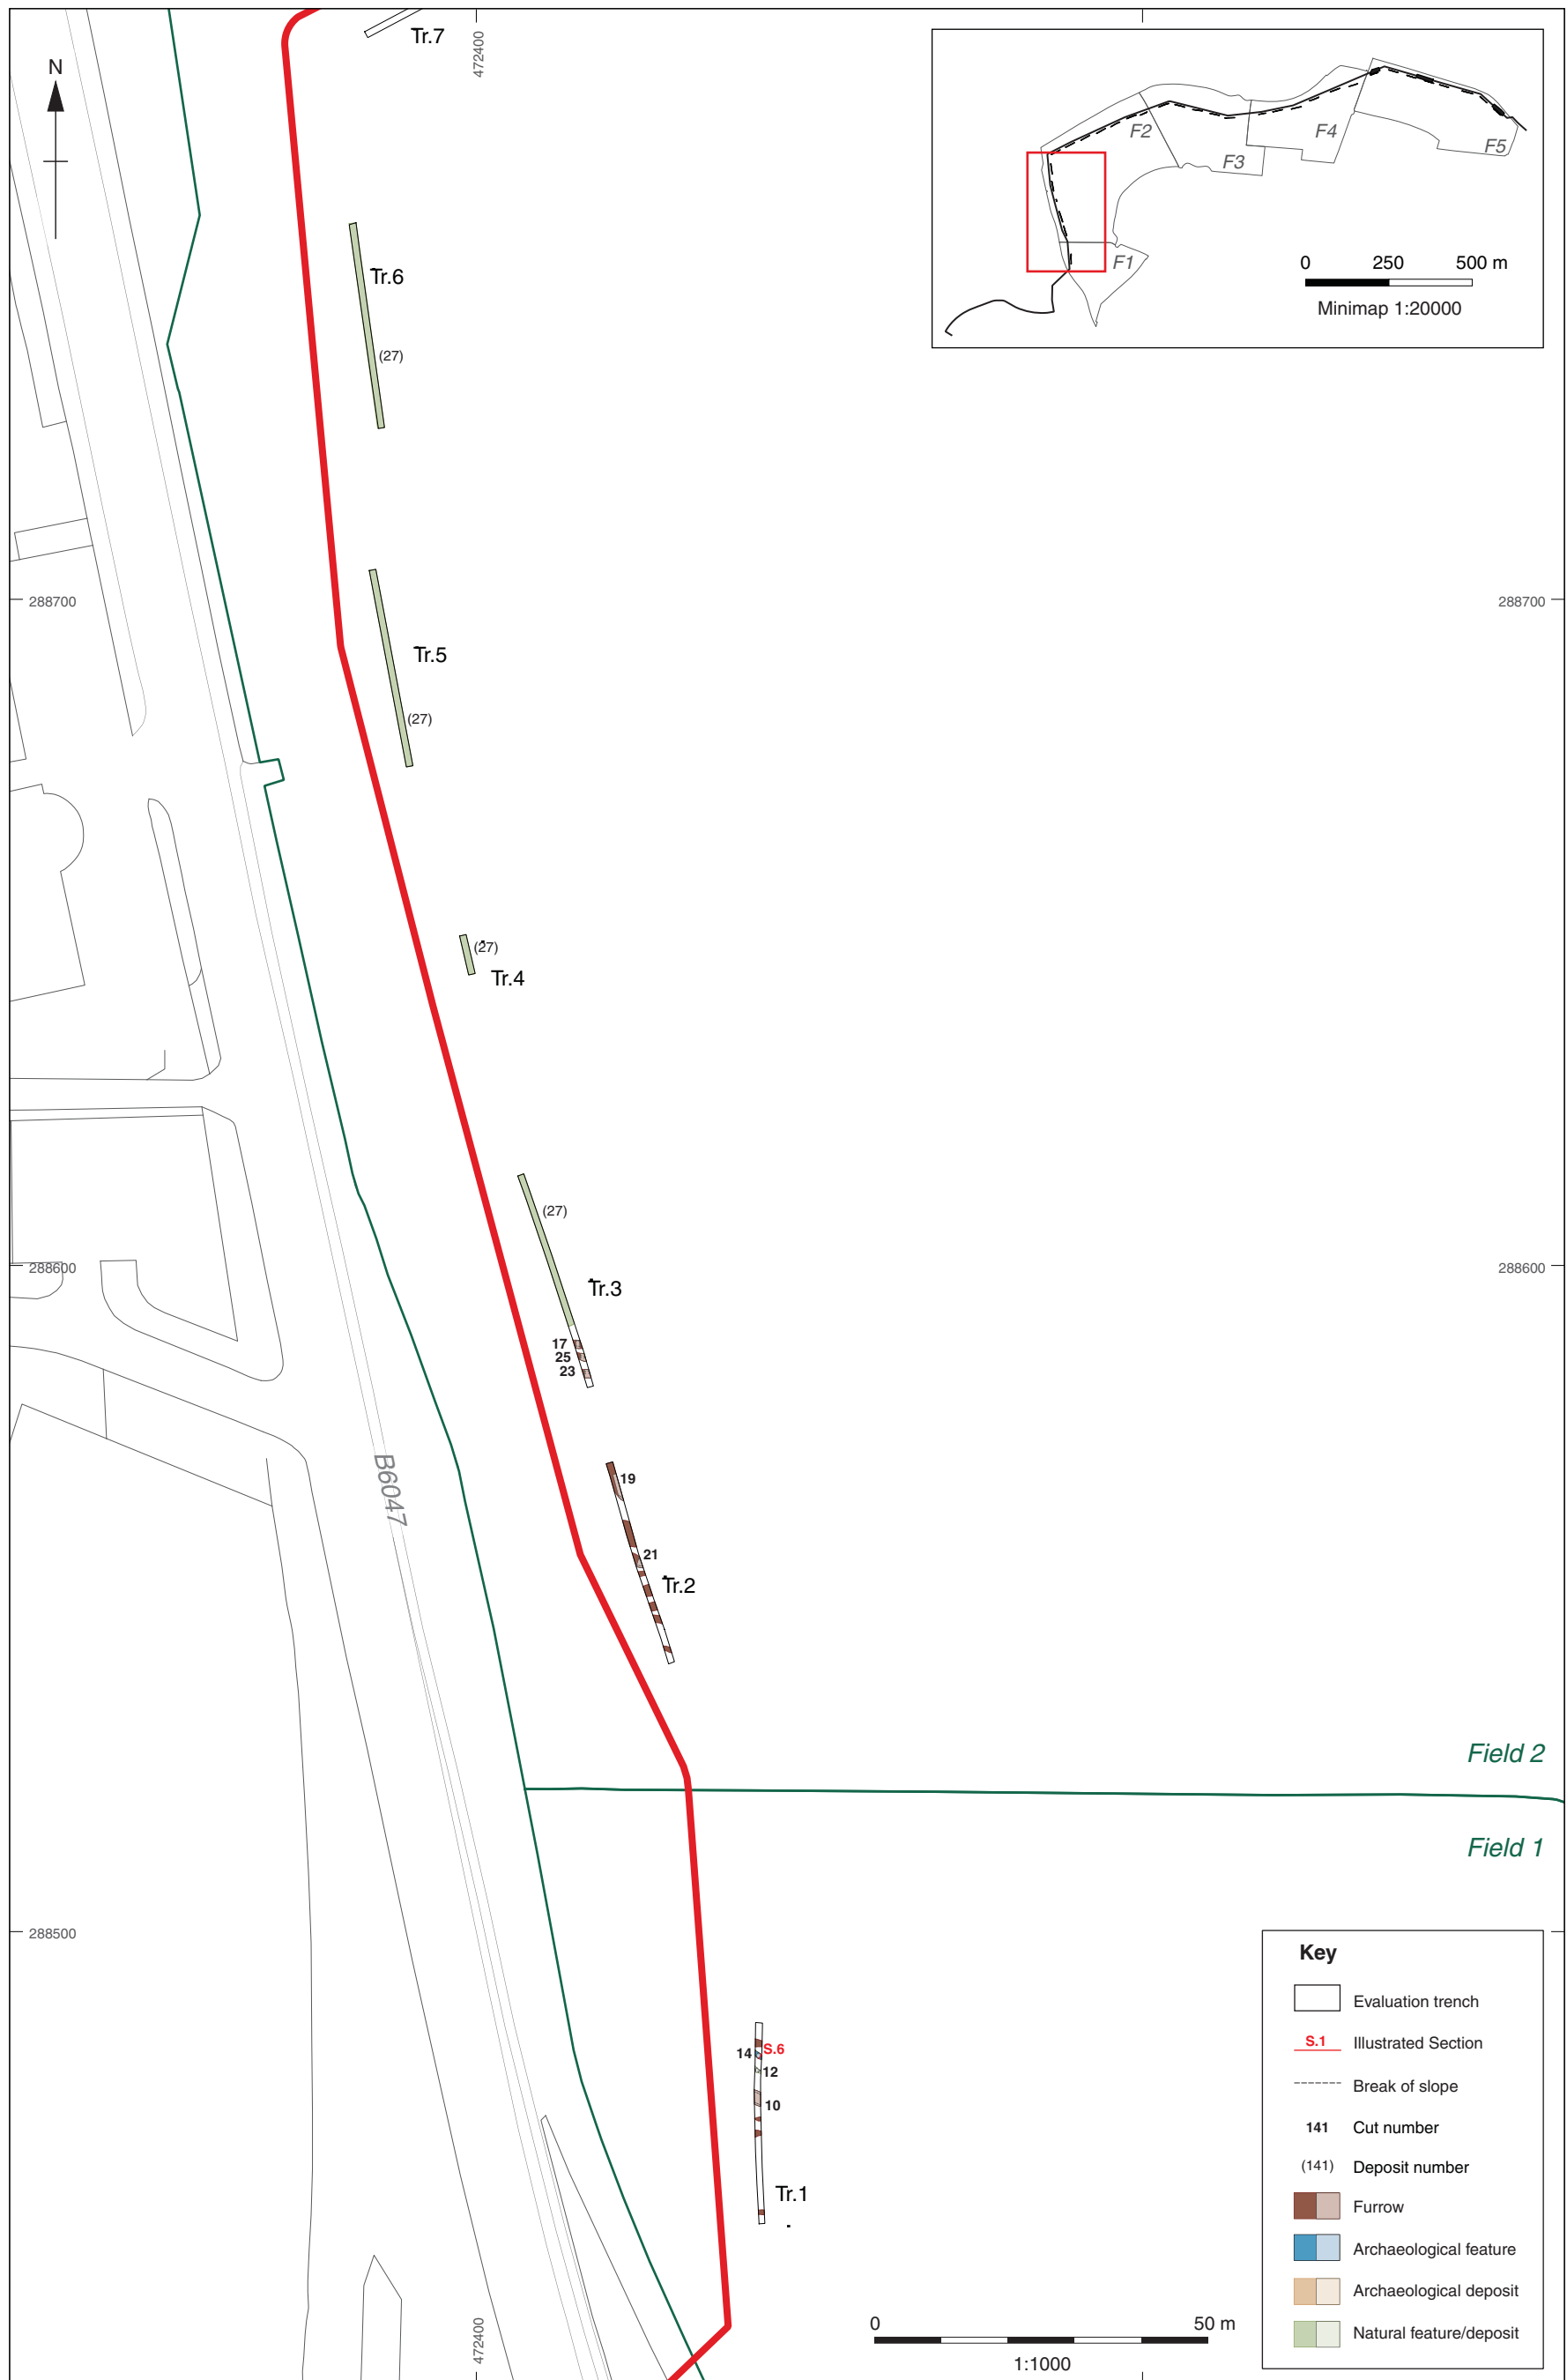 Tr.7
472400
N
F2
F4
F3
F5
F1
0 250 500 m
Minimap 1:20000
Tr.6
(27)
288700
288700
Tr.5
(27)
(27)
Tr.4
(27)
288600
288600
Tr.3
17
25
23
B6047
19
21
Tr.2
Field 2
Field 1
288500
14
S.6
12
10
Tr.1
472400
0 50 m
1:1000
Key
Evaluation trench
S.1 Illustrated Section
Break of slope
141 Cut number
(141) Deposit number
Furrow
Archaeological feature
Archaeological deposit
Natural feature/deposit